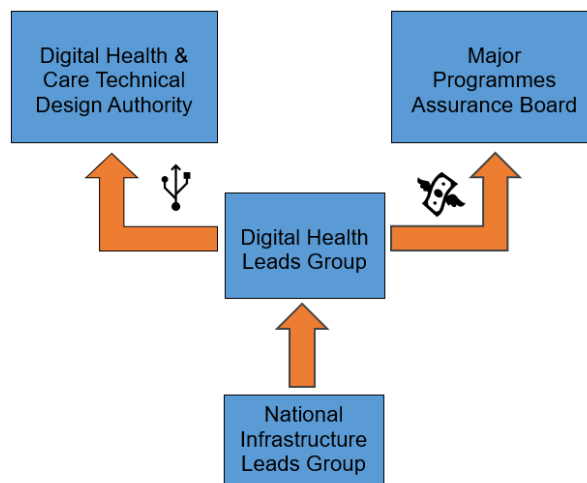 Digital Health &
Care Technical
Design Authority
Major
Programmes
Assurance Board
Digital Health
Leads Group
National
Infrastructure
Leads Group